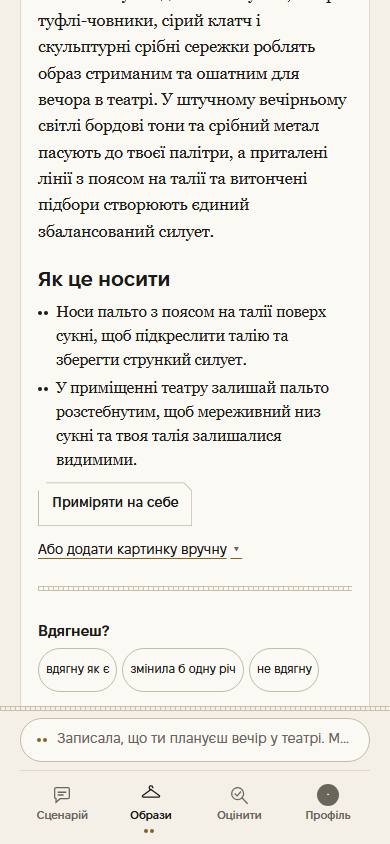 туфлі-човники, сірий клатч і
скульптурні срібні сережки роблять
образ стриманим та ошатним для
вечора в театрі. У штучному вечірньому
світлі бордові тони та срібний метал
пасують до твоєї палітри, а приталені
лінії з поясом на талії та витончені
підбори створюють єдиний
збалансований силует.
Як це носити
Носи пальто з поясом на талії поверх
сукні, щоб підкреслити талію та
зберегти стрункий силует.
У приміщенні театру залишай пальто
розстебнутим, щоб мереживний низ
сукні та твоя талія залишалися
видимими.
Приміряти на себе
Або додати картинку вручну
Вдягнеш?
вдягну як є
змінила б одну річ
не вдягну
Записала, що ти плануєш вечір у театрі. М...
Сценарій
Образи
Оцінити
Профіль